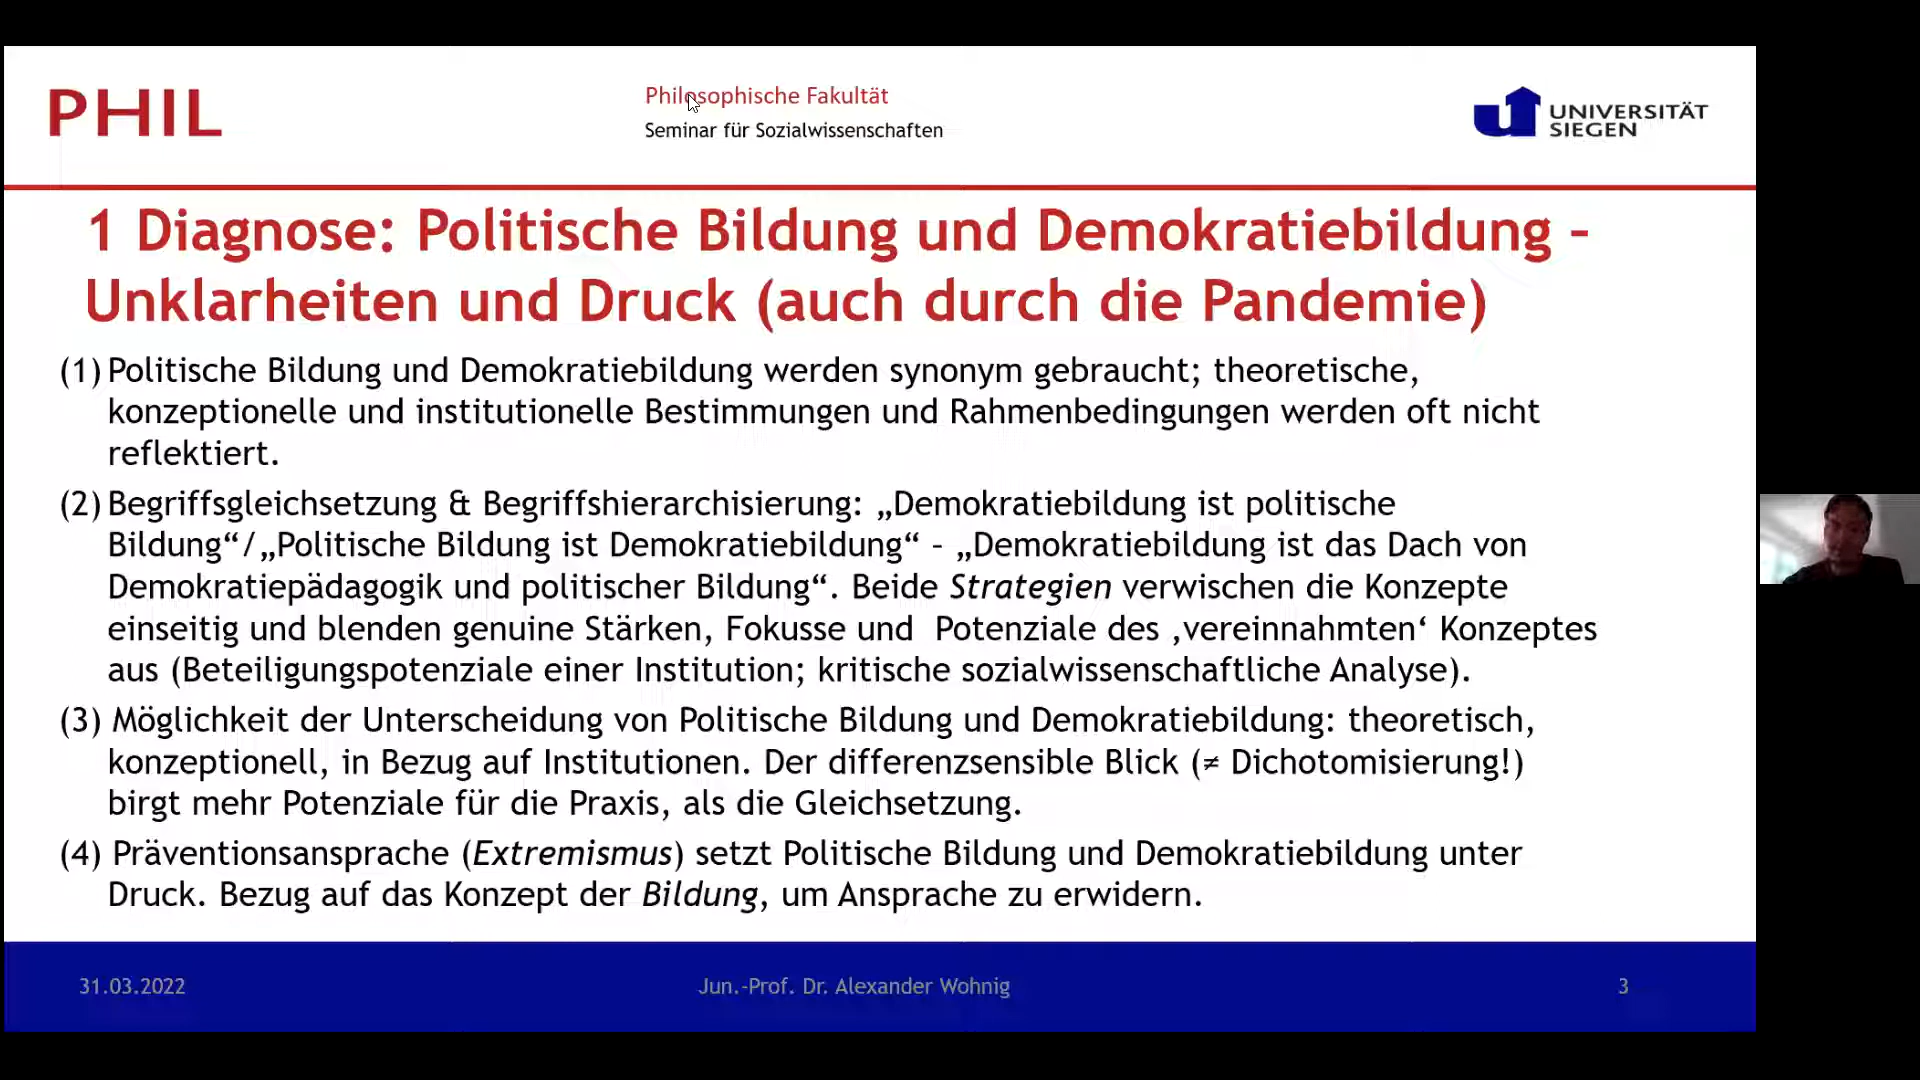 PHIL
Philosophische Fakultät
Seminar für Sozialwissenschaften
UNIVERSITÄT
SIEGEN
1 Diagnose: Politische Bildung und Demokratiebildung –
Unklarheiten und Druck (auch durch die Pandemie)
(1) Politische Bildung und Demokratiebildung werden synonym gebraucht; theoretische,
konzeptionelle und institutionelle Bestimmungen und Rahmenbedingungen werden oft nicht
reflektiert.
(2) Begriffsgleichsetzung & Begriffshierarchisierung: „Demokratiebildung ist politische
Bildung“/„Politische Bildung ist Demokratiebildung“ – „Demokratiebildung ist das Dach von
Demokratiepädagogik und politischer Bildung“. Beide Strategien verwischen die Konzepte
einseitig und blenden genuine Stärken, Fokusse und  Potenziale des ‚vereinnahmten‘ Konzeptes
aus (Beteiligungspotenziale einer Institution; kritische sozialwissenschaftliche Analyse).
(3) Möglichkeit der Unterscheidung von Politische Bildung und Demokratiebildung: theoretisch,
konzeptionell, in Bezug auf Institutionen. Der differenzsensible Blick (≠ Dichotomisierung!)
birgt mehr Potenziale für die Praxis, als die Gleichsetzung.
(4) Präventionsansprache (Extremismus) setzt Politische Bildung und Demokratiebildung unter
Druck. Bezug auf das Konzept der Bildung, um Ansprache zu erwidern.
31.03.2022
Jun.-Prof. Dr. Alexander Wohnig
3